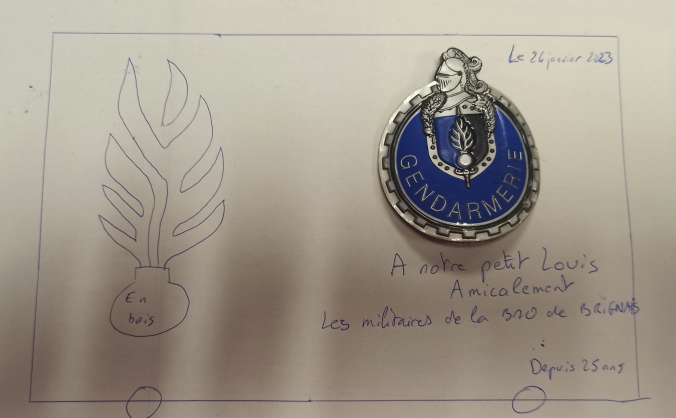 Le 26 janvier 2023
GENDARMERIE
En
bois
A notre petit Louis
Amicalement
Les militaires de la BMO de BRIGNAIS
Depuis 25 ans